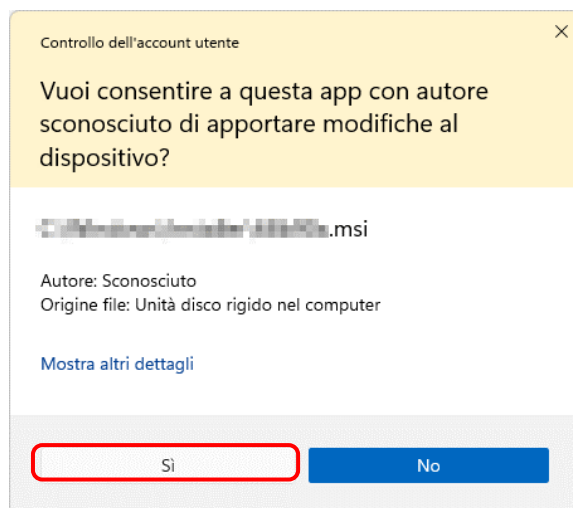 Controllo dell'account utente
Vuoi consentire a questa app con autore
sconosciuto di apportare modifiche al
dispositivo?
.msi
Autore: Sconosciuto
Origine file: Unità disco rigido nel computer
Mostra altri dettagli
Sì
No